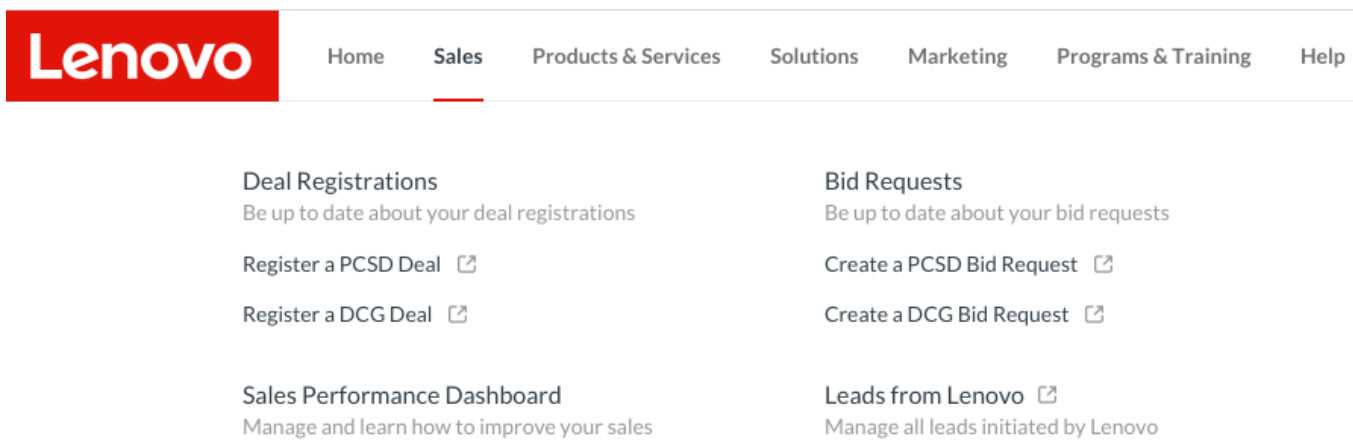 Lenovo
Home Sales Products & Services Solutions Marketing Programs & Training Help
Deal Registrations
Be up to date about your deal registrations
Register a PCSD Deal
Register a DCG Deal
Bid Requests
Be up to date about your bid requests
Create a PCSD Bid Request
Create a DCG Bid Request
Sales Performance Dashboard
Manage and learn how to improve your sales
Leads from Lenovo
Manage all leads initiated by Lenovo